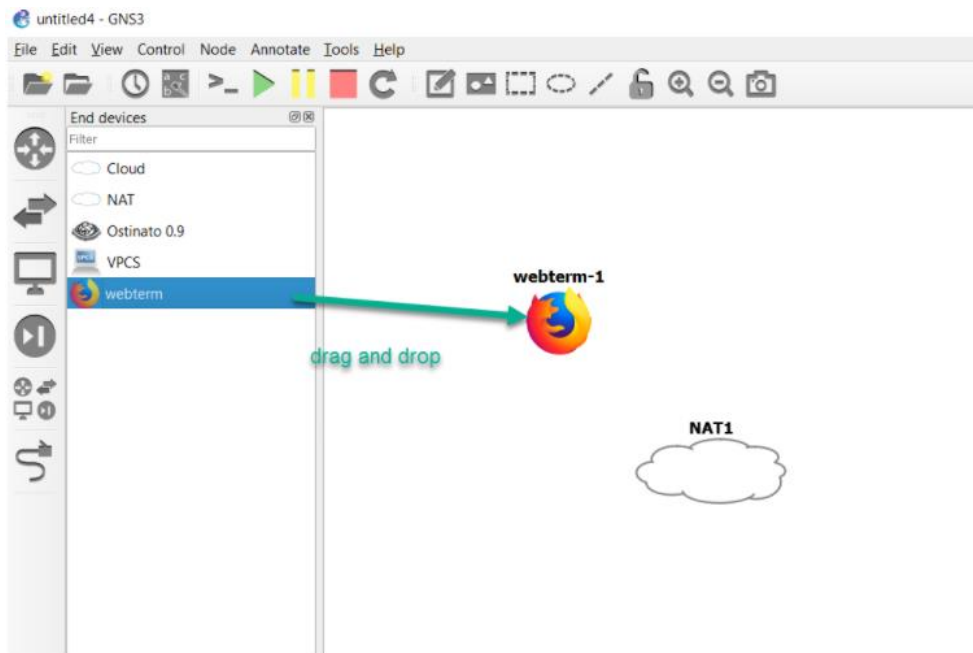 untitled4 - GNS3
File Edit View Control Node Annotate Tools Help
End devices
Filter
Cloud
NAT
Ostinato 0.9
VPCS
webterm
webterm-1
drag and drop
NAT1